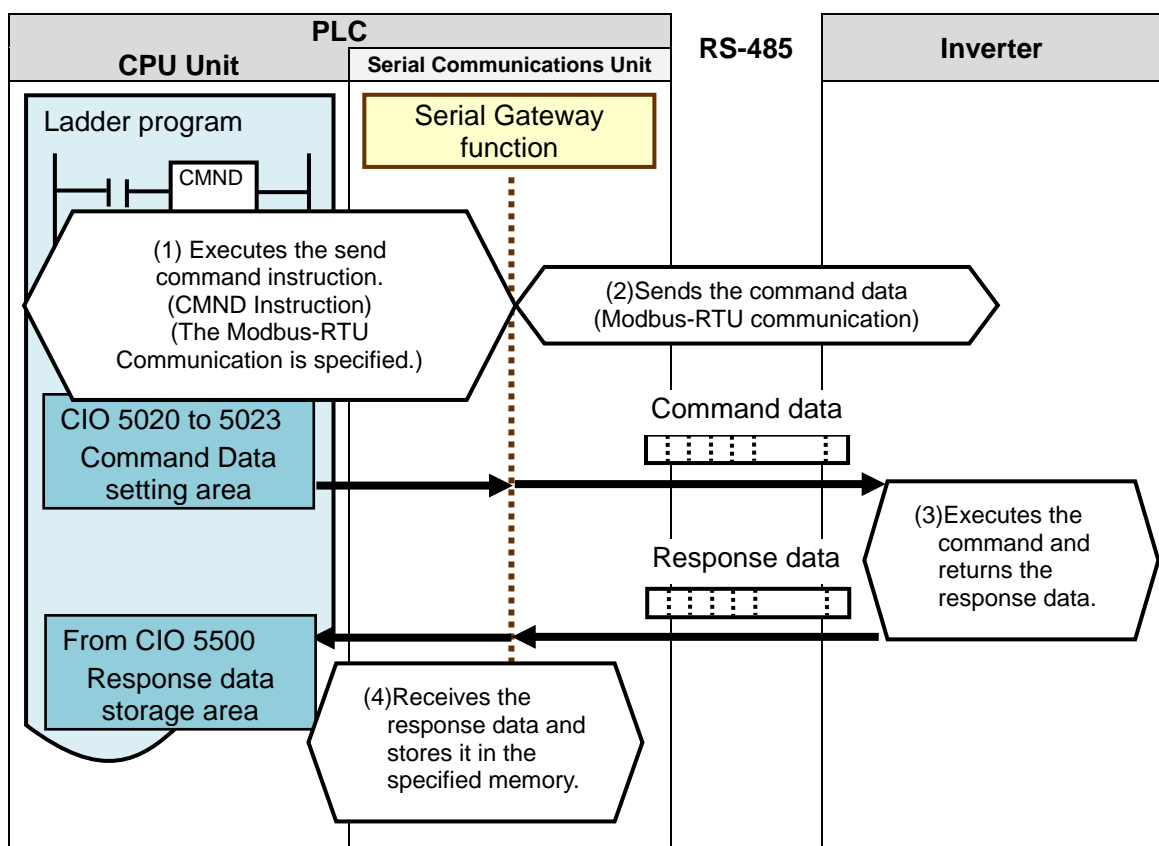 PLC
RS-485
Inverter
CPU Unit
Serial Communications Unit
Ladder program
CMND
Serial Gateway
function
(1) Executes the send
command instruction.
(CMND Instruction)
(The Modbus-RTU
Communication is specified.)
(2)Sends the command data
(Modbus-RTU communication)
CIO 5020 to 5023
Command Data
setting area
Command data
(3)Executes the
command and
returns the
response data.
Response data
From CIO 5500
Response data
storage area
(4)Receives the
response data and
stores it in the
specified memory.